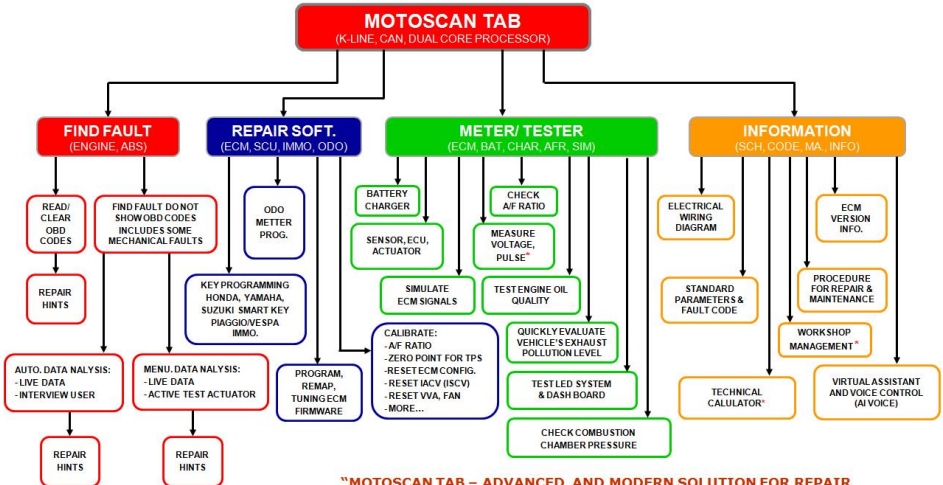 MOTOSCAN TAB
(K-LINE, CAN, DUAL CORE PROCESSOR)
FIND FAULT
(ENGINE, ABS)
REPAIR SOFT.
(ECM, SCU, IMMO, ODO)
METER/ TESTER
(ECM, BAT, CHAR, AFR, SIM)
INFORMATION
(SCH, CODE, MA., INFO)
READ/
CLEAR
OBD
CODES
FIND FAULT DO NOT
SHOW OBD CODES
INCLUDES SOME
MECHANICAL FAULTS
REPAIR
HINTS
AUTO. DATA NALYSIS:
- LIVE DATA
- INTERVIEW USER
MENU. DATA NALYSIS:
- LIVE DATA
- ACTIVE TEST ACTUATOR
REPAIR
HINTS
REPAIR
HINTS
ODO
METTER
PROG.
KEY PROGRAMMING
HONDA, YAMAHA,
SUZUKI SMART KEY
PIAGGIO/VESPA
IMMO.
PROGRAM,
REMAP,
TUNING ECM
FIRMWARE
CALIBRATE:
- A/F RATIO
- ZERO POINT FOR TPS
-RESET ECM CONFIG.
- RESET IACV (ISCV)
- RESET VVA, FAN
- MORE...
BATTERY
CHARGER
SENSOR, ECU,
ACTUATOR
CHECK
A/F RATIO
MEASURE
VOLTAGE,
PULSE*
SIMULATE
ECM SIGNALS
TEST ENGINE OIL
QUALITY
QUICKLY EVALUATE
VEHICLE'S EXHAUST
POLLUTION LEVEL
TEST LED SYSTEM
& DASH BOARD
CHECK COMBUSTION
CHAMBER PRESSURE
ELECTRICAL
WIRING
DIAGRAM
ECM
VERSION
INFO.
STANDARD
PARAMETERS &
FAULT CODE
PROCEDURE
FOR REPAIR &
MAINTENANCE
WORKSHOP
MANAGEMENT*
TECHNICAL
CALULATOR*
VIRTUAL ASSISTANT
AND VOICE CONTROL
(AI VOICE)
"MOTOSCAN TAB – ADVANCED AND MODERN SOLUTION FOR REPAIR